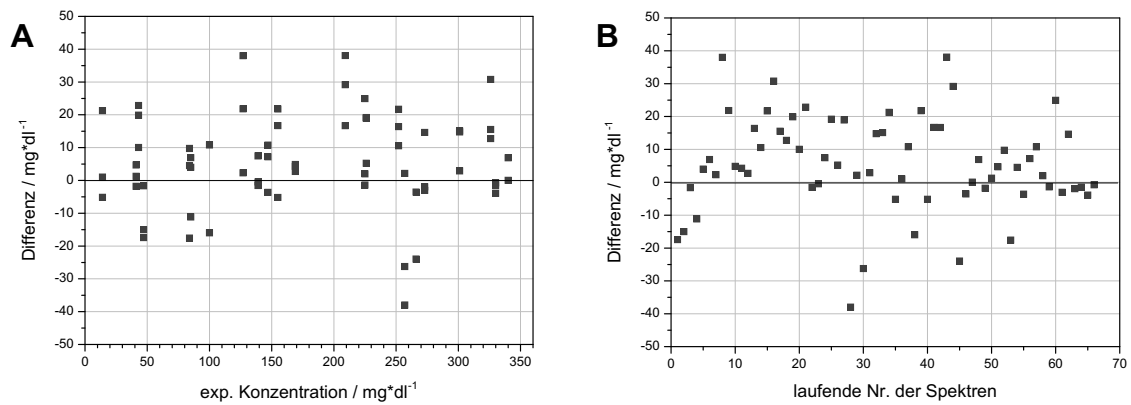 A
50
40
30
20
10
0
-10
-20
-30
-40
-50
Differenz / mg*dl⁻¹
0 50 100 150 200 250 300 350
exp. Konzentration / mg*dl⁻¹
B
50
40
30
20
10
0
-10
-20
-30
-40
-50
Differenz / mg*dl⁻¹
0 10 20 30 40 50 60 70
laufende Nr. der Spektren